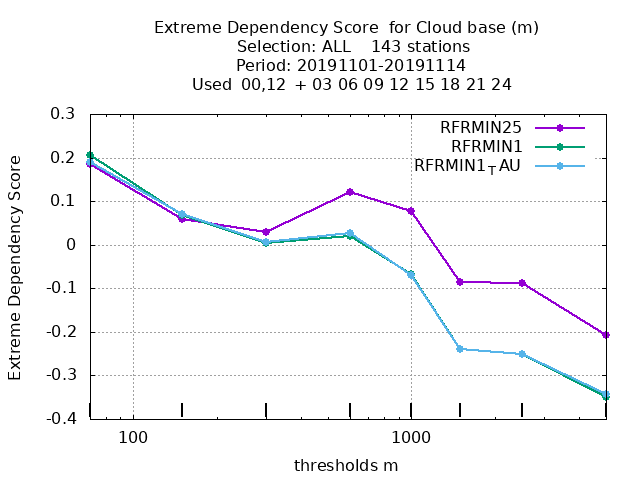 Extreme Dependency Score  for Cloud base (m)
Selection: ALL    143 stations
Period: 20191101-20191114
Used  00,12  + 03 06 09 12 15 18 21 24
RFRMIN25
RFRMIN1
RFRMIN1TAU
Extreme Dependency Score
0.3
0.2
0.1
0
-0.1
-0.2
-0.3
-0.4
100 1000
thresholds m